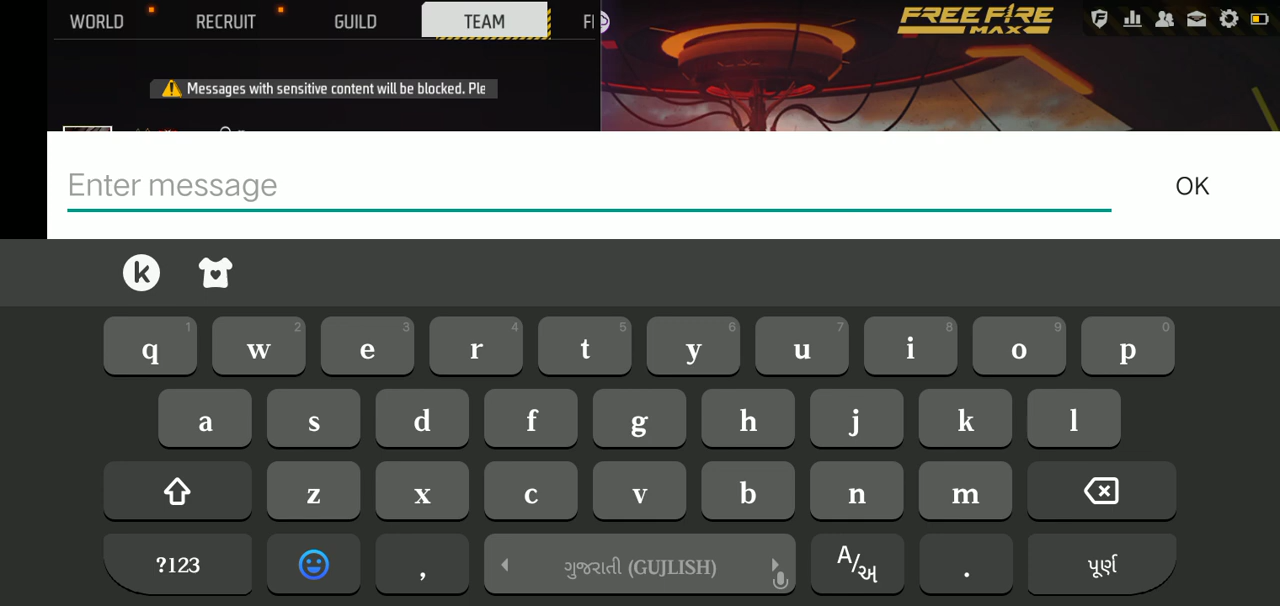 WORLD RECRUIT GUILD TEAM
FREE FIRE
MAX
Messages with sensitive content will be blocked. Ple
Enter message
OK
k
1 2 3 4 5 6 7 8 9 0
q w e r t y u i o p
a s d f g h j k l
z x c v b n m
?123 , ગુજરાતી (GUJLISH) A/અ . પૂર્ણ